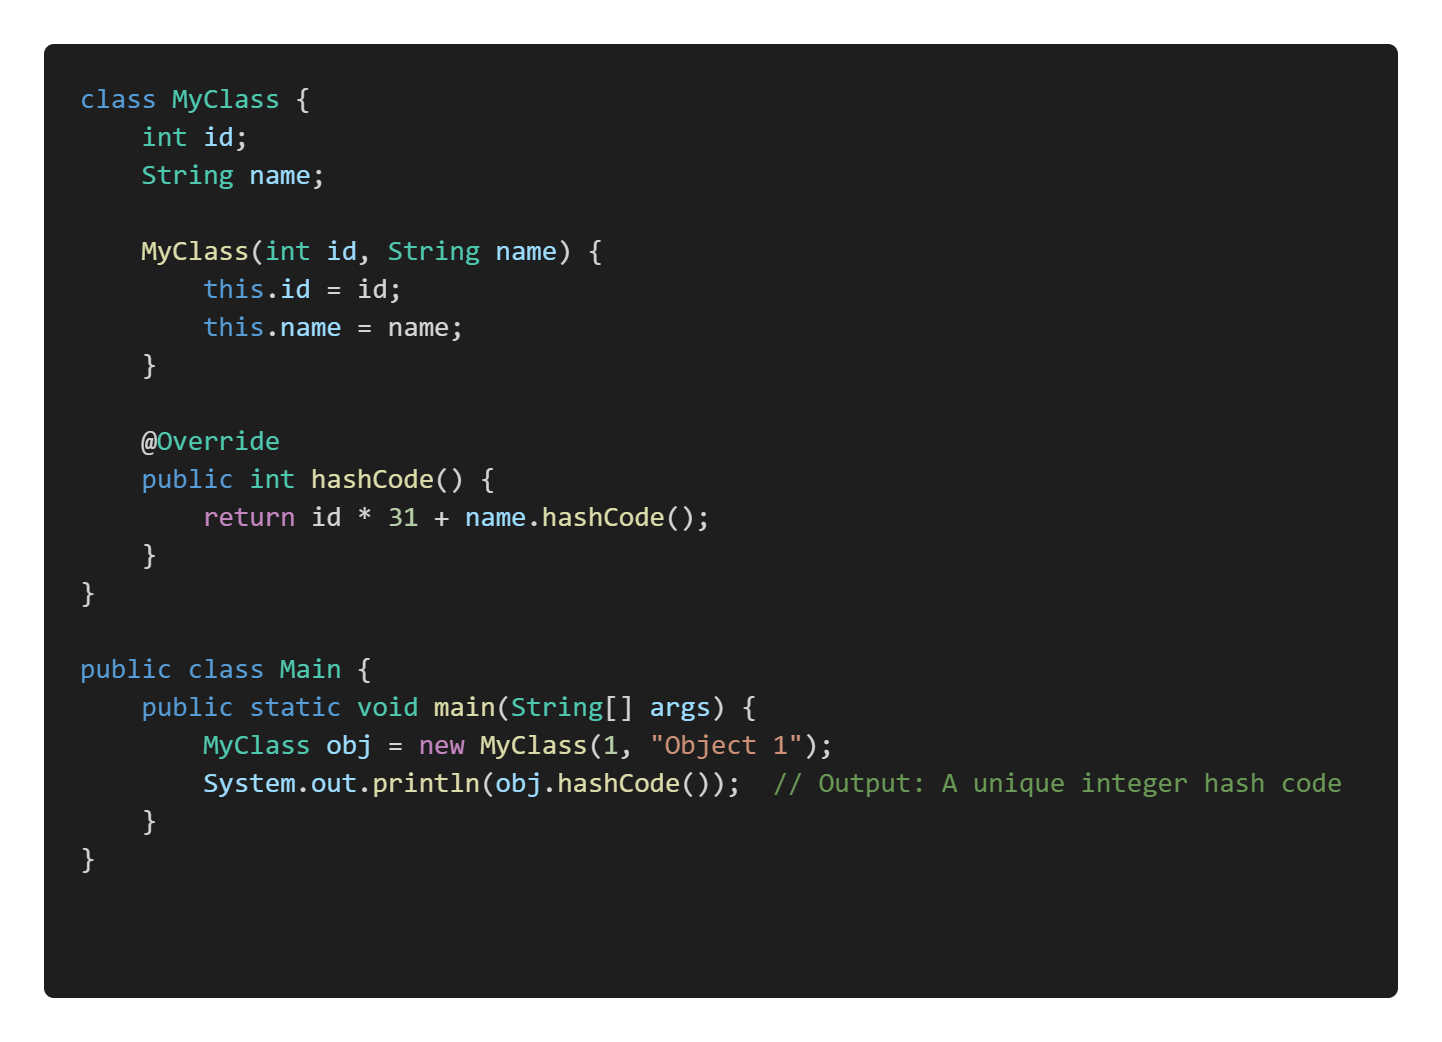 class MyClass {
    int id;
    String name;

    MyClass(int id, String name) {
        this.id = id;
        this.name = name;
    }

    @Override
    public int hashCode() {
        return id * 31 + name.hashCode();
    }
}

public class Main {
    public static void main(String[] args) {
        MyClass obj = new MyClass(1, "Object 1");
        System.out.println(obj.hashCode());  // Output: A unique integer hash code
    }
}